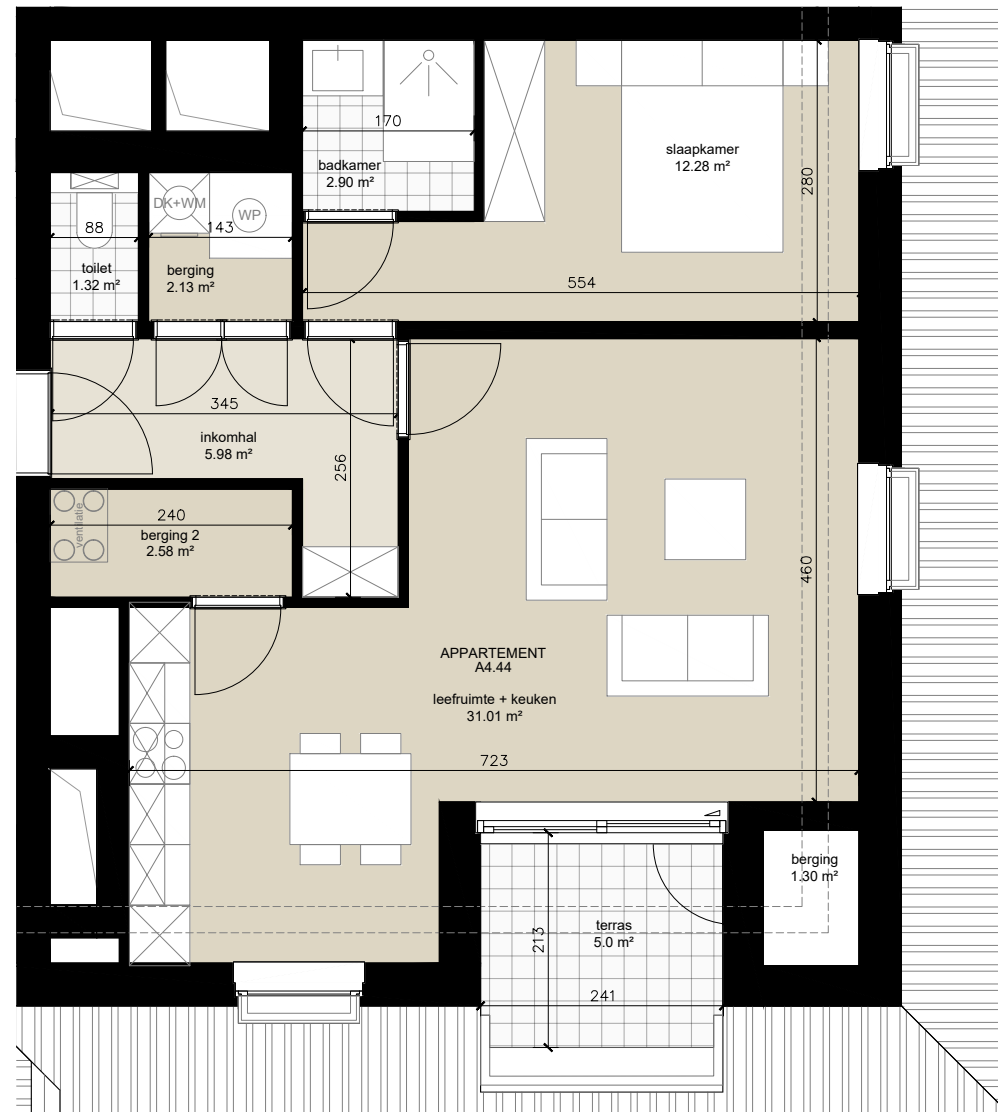 170
badkamer
2.90 m²
slaapkamer
12.28 m²
280
DK+WM
WP
88
143
toilet
1.32 m²
berging
2.13 m²
554
345
inkomhal
5.98 m²
256
240
ventilatie
berging 2
2.58 m²
460
APPARTEMENT
A4.44
leefruimte + keuken
31.01 m²
723
berging
1.30 m²
terras
5.0 m²
213
241